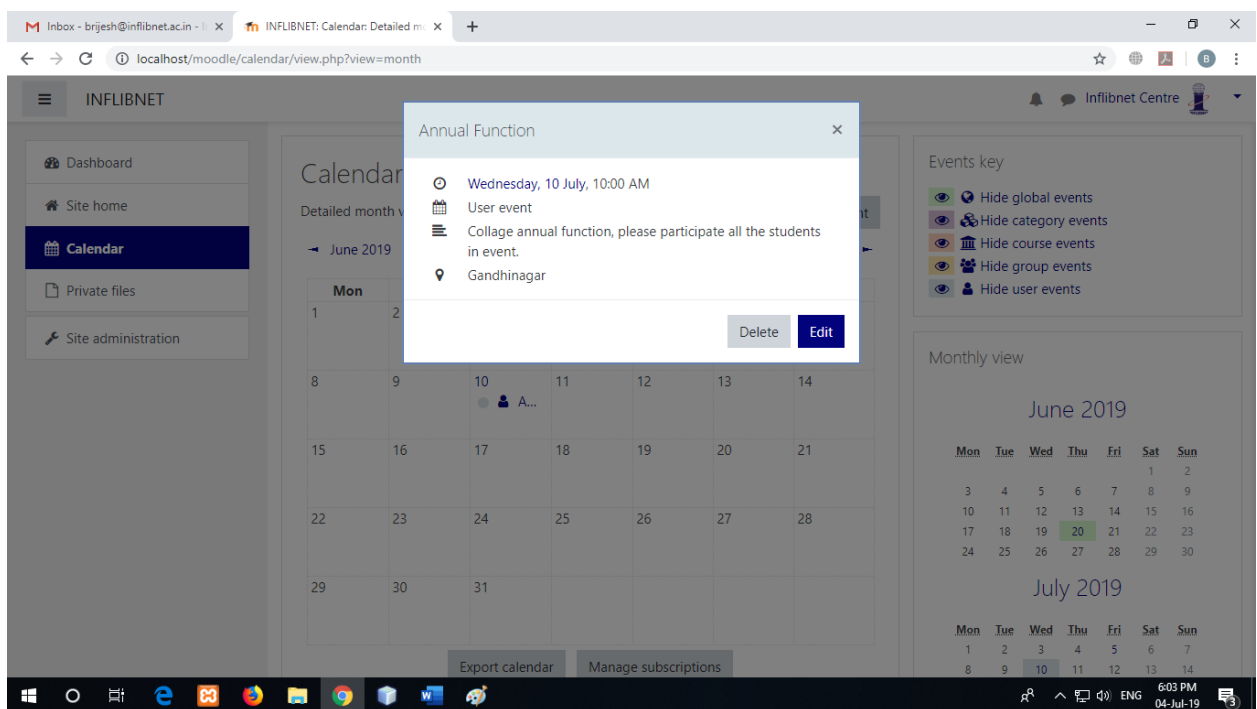 Inbox - brijesh@inflibnet.ac.in - I
INFLIBNET: Calendar: Detailed m
localhost/moodle/calendar/view.php?view=month
B
INFLIBNET
Inflibnet Centre
Dashboard
Site home
Calendar
Private files
Site administration
Calendar
Detailed month v
June 2019
Mon
1 2
8 9 10 11 12 13 14
A...
15 16 17 18 19 20 21
22 23 24 25 26 27 28
29 30 31
Export calendar Manage subscriptions
Annual Function
Wednesday, 10 July, 10:00 AM
User event
Collage annual function, please participate all the students
in event.
Gandhinagar
Delete Edit
Events key
Hide global events
Hide category events
Hide course events
Hide group events
Hide user events
Monthly view
June 2019
Mon Tue Wed Thu Fri Sat Sun
1 2
3 4 5 6 7 8 9
10 11 12 13 14 15 16
17 18 19 20 21 22 23
24 25 26 27 28 29 30
July 2019
Mon Tue Wed Thu Fri Sat Sun
1 2 3 4 5 6 7
8 9 10 11 12 13 14
ENG
6:03 PM
04-Jul-19
3